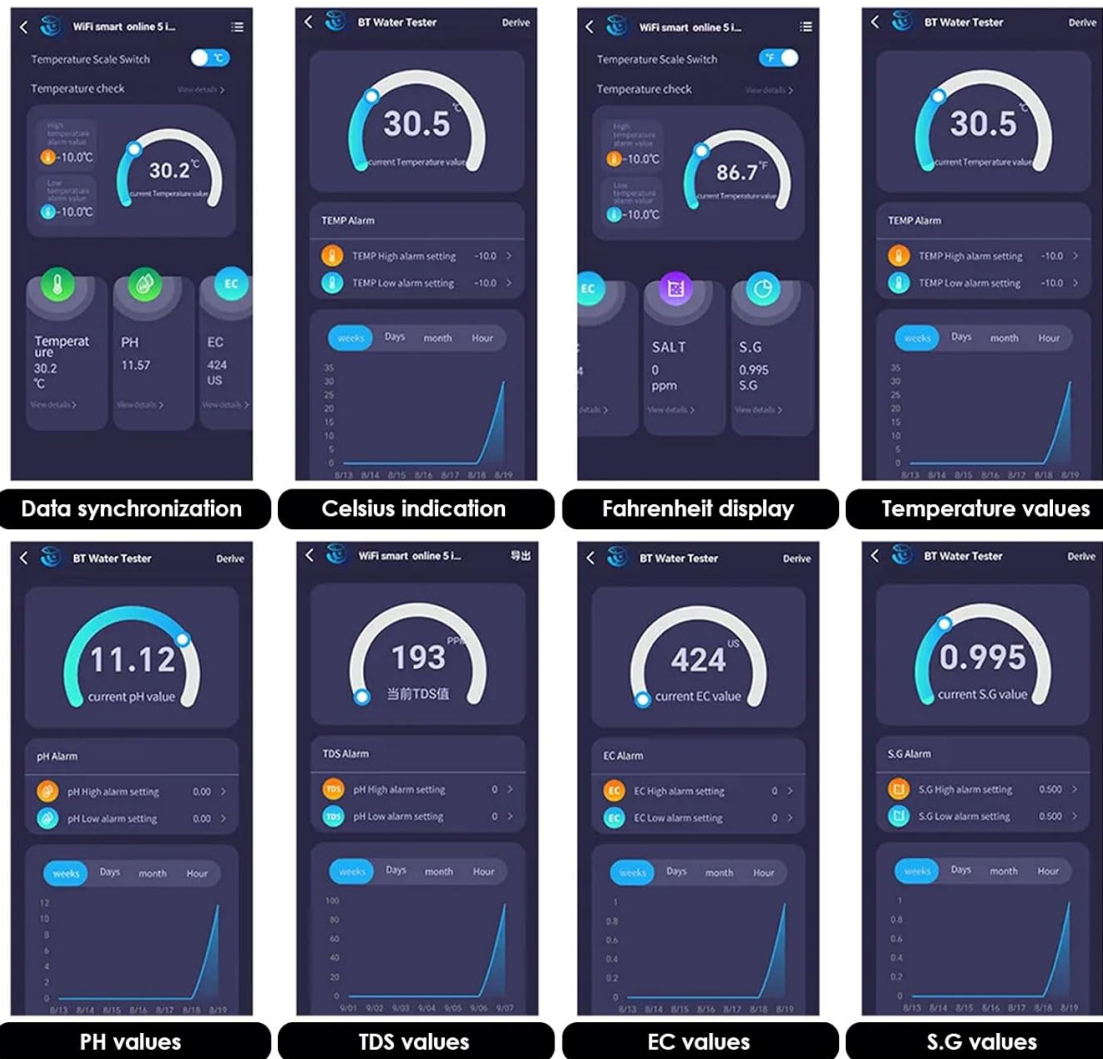 WiFi smart online 5 i...
Temperature Scale Switch
℃
Temperature check
View details >
High
temperature
alarm value
-10.0℃
Low
temperature
alarm value
-10.0℃
30.2℃
current Temperature value
Temperat
ure
30.2
℃
View details >
PH
11.57
View details >
EC
EC
424
US
View details >
Data synchronization
BT Water Tester
Derive
30.5℃
current Temperature value
TEMP Alarm
TEMP High alarm setting -10.0 >
TEMP Low alarm setting -10.0 >
weeks Days month Hour
35
30
25
20
15
10
5
0
8/13 8/14 8/15 8/16 8/17 8/18 8/19
Celsius indication
WiFi smart online 5 i...
Temperature Scale Switch
℉
Temperature check
View details >
High
temperature
alarm value
-10.0℃
Low
temperature
alarm value
-10.0℃
86.7℉
current Temperature value
EC
4
details >
SALT
0
ppm
View details >
S.G
0.995
S.G
View details >
Fahrenheit display
BT Water Tester
Derive
30.5℃
current Temperature value
TEMP Alarm
TEMP High alarm setting -10.0 >
TEMP Low alarm setting -10.0 >
weeks Days month Hour
35
30
25
20
15
10
5
0
8/13 8/14 8/15 8/16 8/17 8/18 8/19
Temperature values
BT Water Tester
Derive
11.12
current pH value
pH Alarm
pH High alarm setting 0.00 >
pH Low alarm setting 0.00 >
weeks Days month Hour
12
10
8
6
4
2
0
8/13 8/14 8/15 8/16 8/17 8/18 8/19
PH values
WiFi smart online 5 i...
导出
193
PPM
当前TDS值
TDS Alarm
TDS pH High alarm setting 0 >
TDS pH Low alarm setting 0 >
weeks Days month Hour
100
80
60
40
20
0
9/01 9/02 9/03 9/04 9/05 9/06 9/07
TDS values
BT Water Tester
Derive
424
US
current EC value
EC Alarm
EC EC High alarm setting 0 >
EC EC Low alarm setting 0 >
weeks Days month Hour
1
0.8
0.6
0.4
0.2
0
8/13 8/14 8/15 8/16 8/17 8/18 8/19
EC values
BT Water Tester
Derive
0.995
current S.G value
S.G Alarm
S.G High alarm setting 0.500 >
S.G Low alarm setting 0.500 >
weeks Days month Hour
1
0.8
0.6
0.4
0.2
0
8/13 8/14 8/15 8/16 8/17 8/18 8/19
S.G values